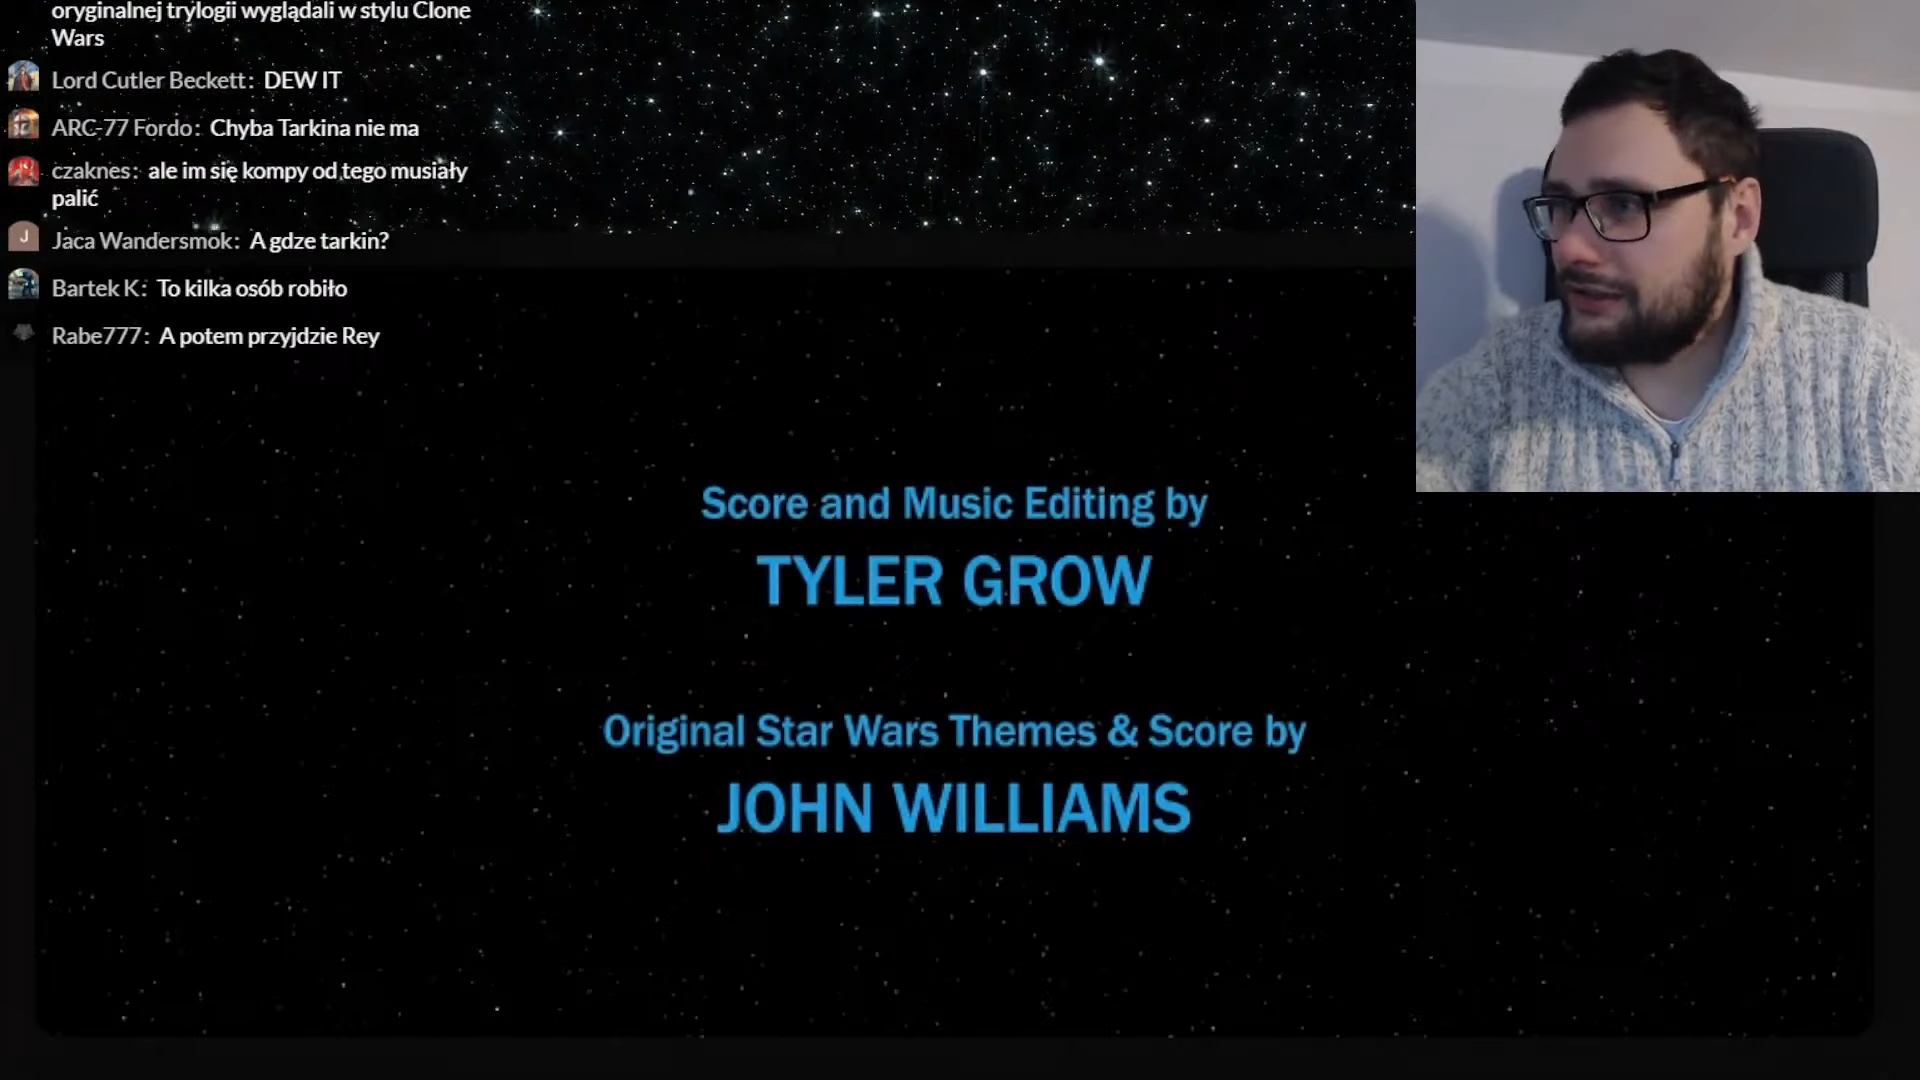 oryginalnej trylogii wyglądali w stylu Clone
Wars
Lord Cutler Beckett: DEW IT
ARC-77 Fordo: Chyba Tarkina nie ma
czaknes: ale im się kompy od tego musiały
palić
J
Jaca Wandersmok: A gdze tarkin?
Bartek K: To kilka osób robiło
Rabe777: A potem przyjdzie Rey
Score and Music Editing by
TYLER GROW
Original Star Wars Themes & Score by
JOHN WILLIAMS